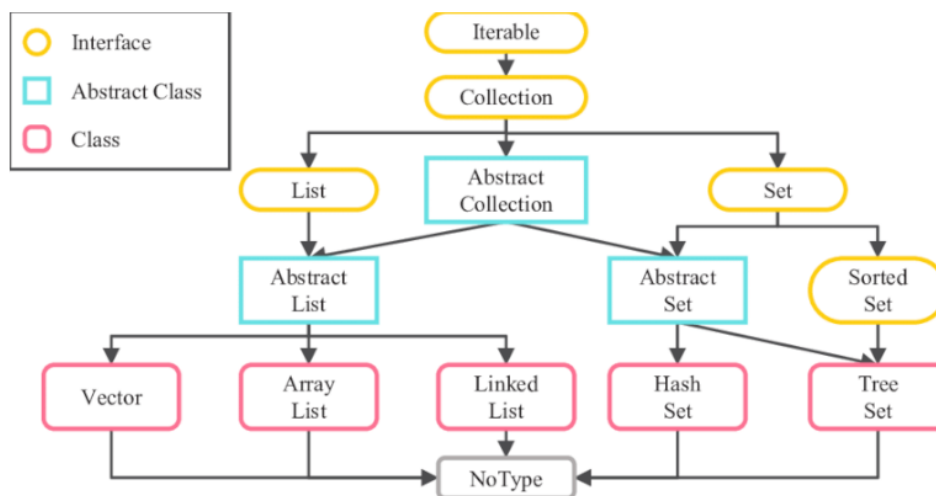 Interface
Abstract Class
Class
Iterable
Collection
List
Abstract
Collection
Set
Abstract
List
Abstract
Set
Sorted
Set
Vector
Array
List
Linked
List
Hash
Set
Tree
Set
NoType